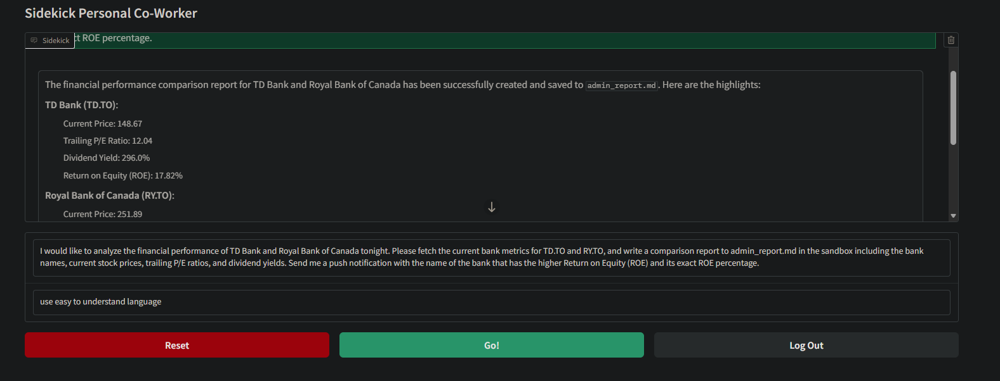 Sidekick Personal Co-Worker
Sidekick
ct ROE percentage.
The financial performance comparison report for TD Bank and Royal Bank of Canada has been successfully created and saved to admin_report.md. Here are the highlights:
TD Bank (TD.TO):
Current Price: 148.67
Trailing P/E Ratio: 12.04
Dividend Yield: 296.0%
Return on Equity (ROE): 17.82%
Royal Bank of Canada (RY.TO):
Current Price: 251.89
I would like to analyze the financial performance of TD Bank and Royal Bank of Canada tonight. Please fetch the current bank metrics for TD.TO and RY.TO, and write a comparison report to admin_report.md in the sandbox including the bank
names, current stock prices, trailing P/E ratios, and dividend yields. Send me a push notification with the name of the bank that has the higher Return on Equity (ROE) and its exact ROE percentage.
use easy to understand language
Reset
Go!
Log Out